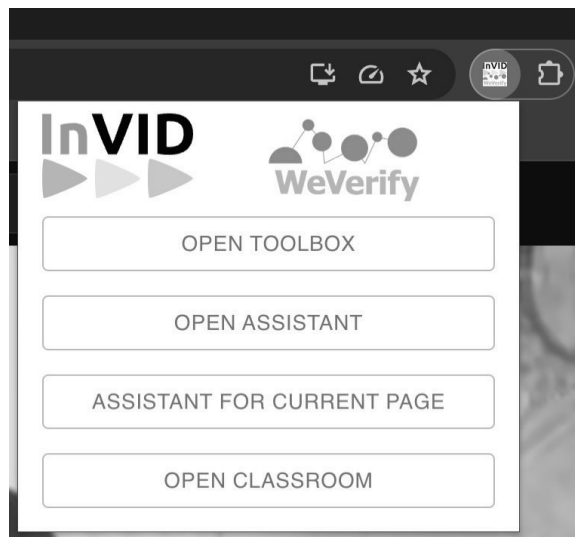 InVID
WeVerify
OPEN TOOLBOX
OPEN ASSISTANT
ASSISTANT FOR CURRENT PAGE
OPEN CLASSROOM